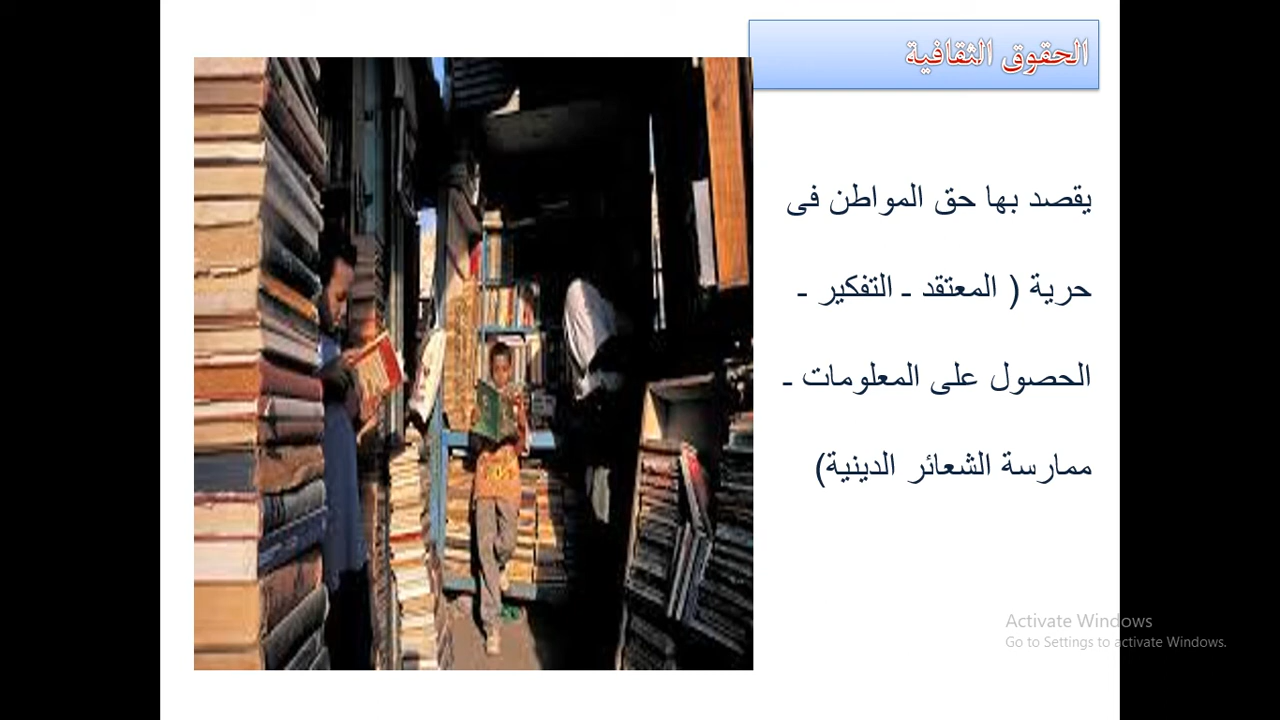 الحقوق الثقافية
يقصد بها حق المواطن فى
حرية ( المعتقد ـ التفكير ـ
الحصول على المعلومات ـ
ممارسة الشعائر الدينية)
Activate Windows
Go to Settings to activate Windows.